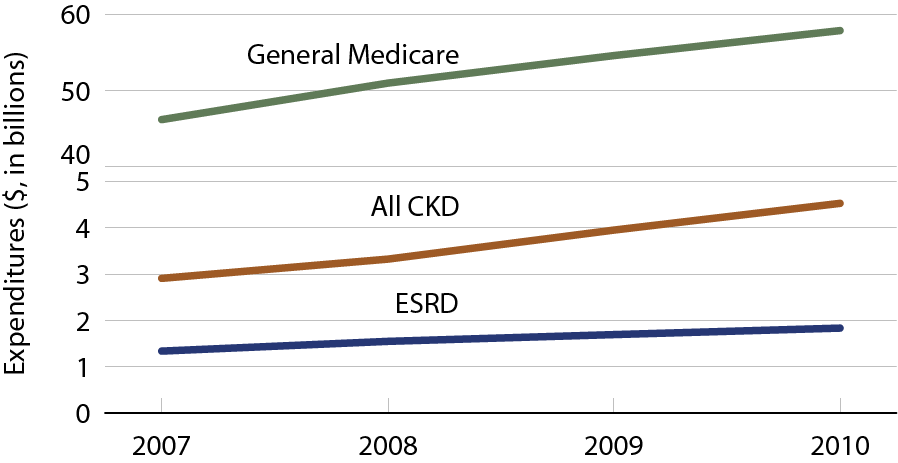 60
General Medicare
50
40
5
All CKD
4
3
ESRD
2
1
0
Expenditures ($, in billions)
2007 2008 2009 2010